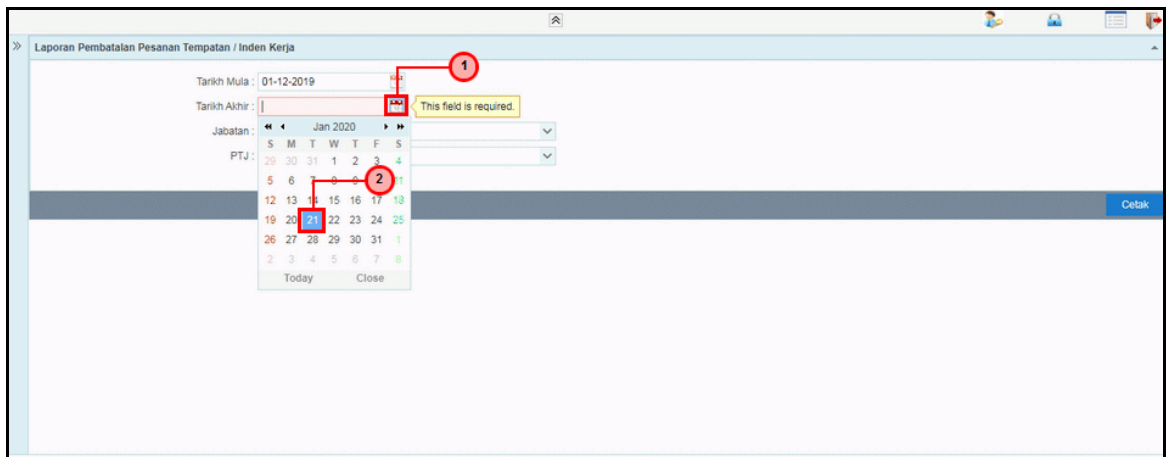 Laporan Pembatalan Pesanan Tempatan / Inden Kerja
1
Tarikh Mula : 01-12-2019
Tarikh Akhir :
This field is required.
Jabatan :
Jan 2020
PTJ :
S M T W T F S
29 30 31 1 2 3 4
5 6 7 8 9 11
2
12 13 14 15 16 17 18
Cetak
19 20 21 22 23 24 25
26 27 28 29 30 31 1
2 3 4 5 6 7 8
Today Close